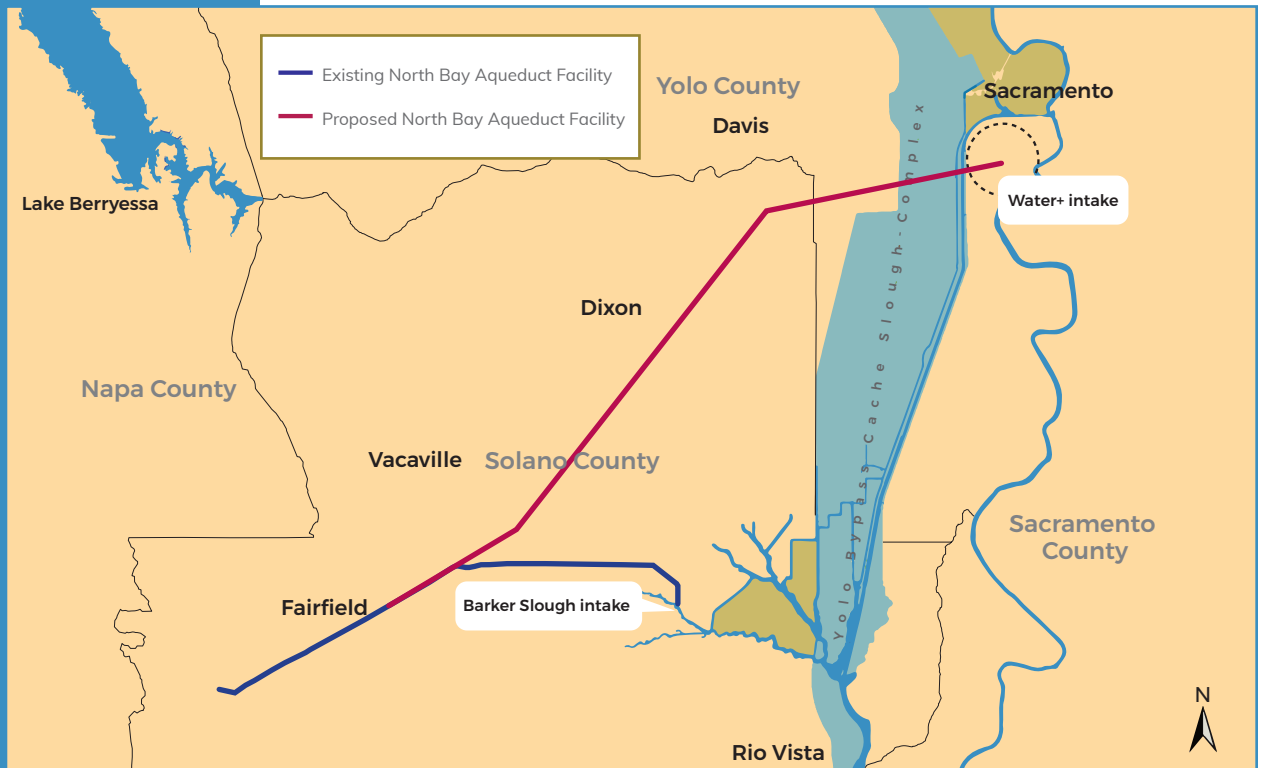 Existing North Bay Aqueduct Facility
Proposed North Bay Aqueduct Facility
Yolo County
Davis
Sacramento
Lake Berryessa
Water+ intake
Dixon
Napa County
Vacaville
Solano County
Yolo Bypass Cache Slough-Complex
Sacramento
County
Fairfield
Barker Slough intake
N
Rio Vista